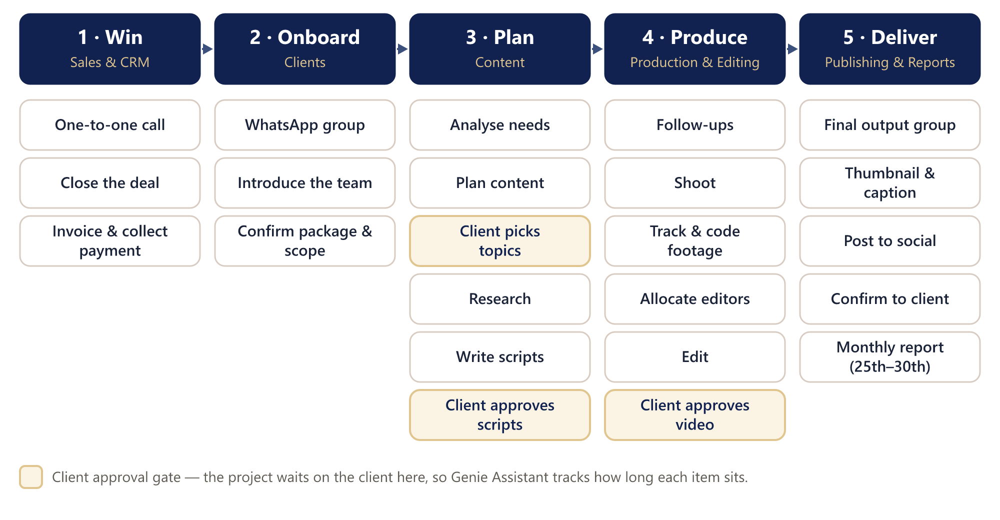 1 · Win
Sales & CRM
One-to-one call
Close the deal
Invoice & collect
payment
2 · Onboard
Clients
WhatsApp group
Introduce the team
Confirm package &
scope
3 · Plan
Content
Analyse needs
Plan content
Client picks
topics
Research
Write scripts
Client approves
scripts
4 · Produce
Production & Editing
Follow-ups
Shoot
Track & code
footage
Allocate editors
Edit
Client approves
video
5 · Deliver
Publishing & Reports
Final output group
Thumbnail &
caption
Post to social
Confirm to client
Monthly report
(25th–30th)
Client approval gate — the project waits on the client here, so Genie Assistant tracks how long each item sits.